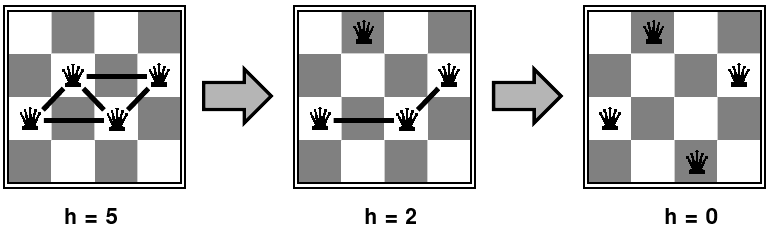 h = 5
h = 2
h = 0